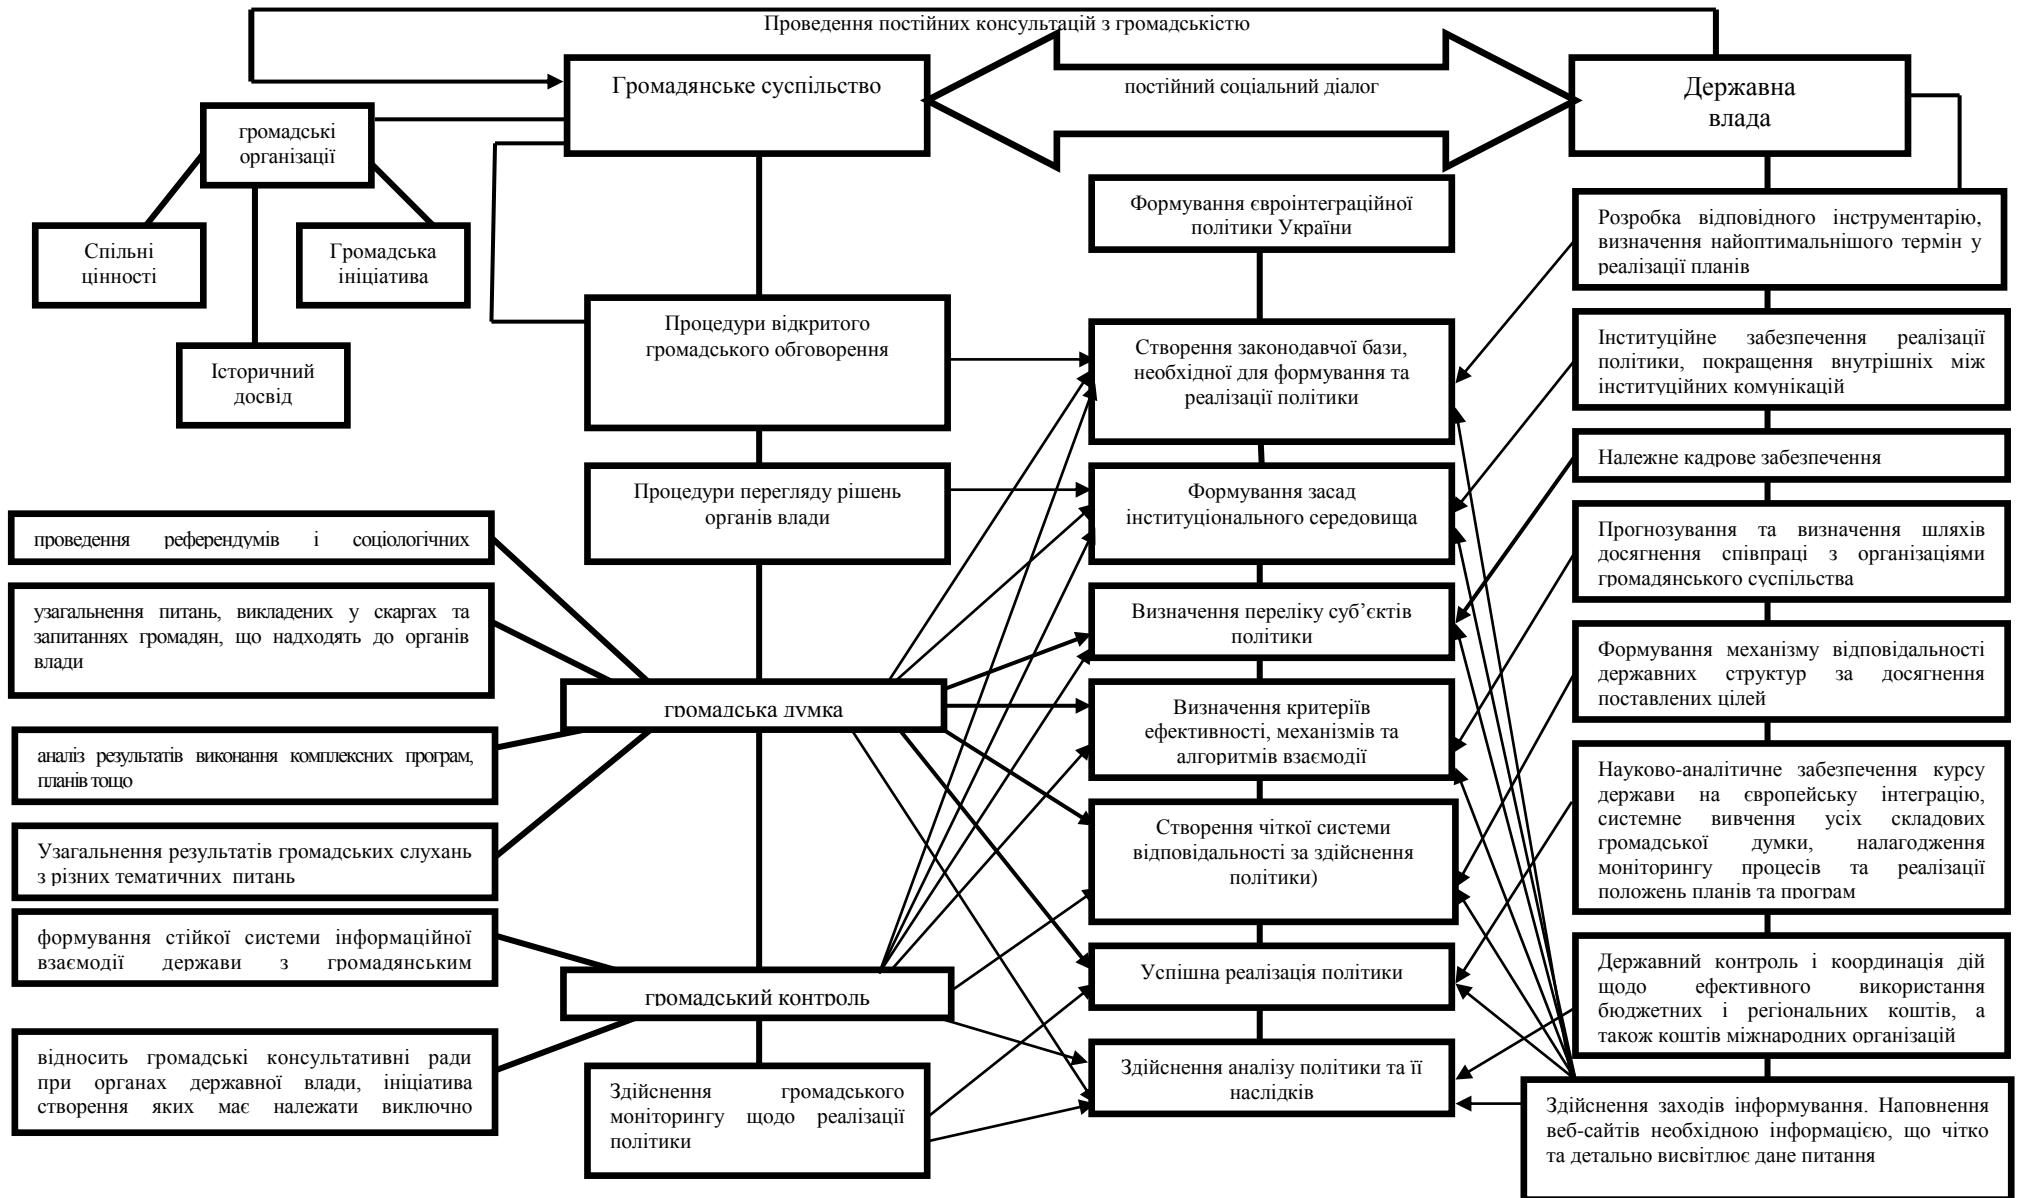 Проведення постійних консультацій з громадськістю
Громадянське суспільство
постійний соціальний діалог
Державна
влада
громадські
організації
Спільні
цінності
Громадська
ініціатива
Історичний
досвід
Процедури відкритого
громадського обговорення
Процедури перегляду рішень
органів влади
проведення референдумів і соціологічних
узагальнення питань, викладених у скаргах та
запитаннях громадян, що надходять до органів
влади
громадська думка
аналіз результатів виконання комплексних програм,
планів тощо
Узагальнення результатів громадських слухань
з різних тематичних питань
формування стійкої системи інформаційної
взаємодії держави з громадянським
громадський контроль
відносить громадські консультативні ради
при органах державної влади, ініціатива
створення яких має належати виключно
Здійснення громадського
моніторингу щодо реалізації
політики
Формування євроінтеграційної
політики України
Створення законодавчої бази,
необхідної для формування та
реалізації політики
Формування засад
інституціонального середовища
Визначення переліку суб’єктів
політики
Визначення критеріїв
ефективності, механізмів та
алгоритмів взаємодії
Створення чіткої системи
відповідальності за здійснення
політики)
Успішна реалізація політики
Здійснення аналізу політики та її
наслідків
Розробка відповідного інструментарію,
визначення найоптимальнішого термін у
реалізації планів
Інституційне забезпечення реалізації
політики, покращення внутрішніх між
інституційних комунікацій
Належне кадрове забезпечення
Прогнозування та визначення шляхів
досягнення співпраці з організаціями
громадянського суспільства
Формування механізму відповідальності
державних структур за досягнення
поставлених цілей
Науково-аналітичне забезпечення курсу
держави на європейську інтеграцію,
системне вивчення усіх складових
громадської думки, налагодження
моніторингу процесів та реалізації
положень планів та програм
Державний контроль і координація дій
щодо ефективного використання
бюджетних і регіональних коштів, а
також коштів міжнародних організацій
Здійснення заходів інформування. Наповнення
веб-сайтів необхідною інформацією, що чітко
та детально висвітлює дане питання